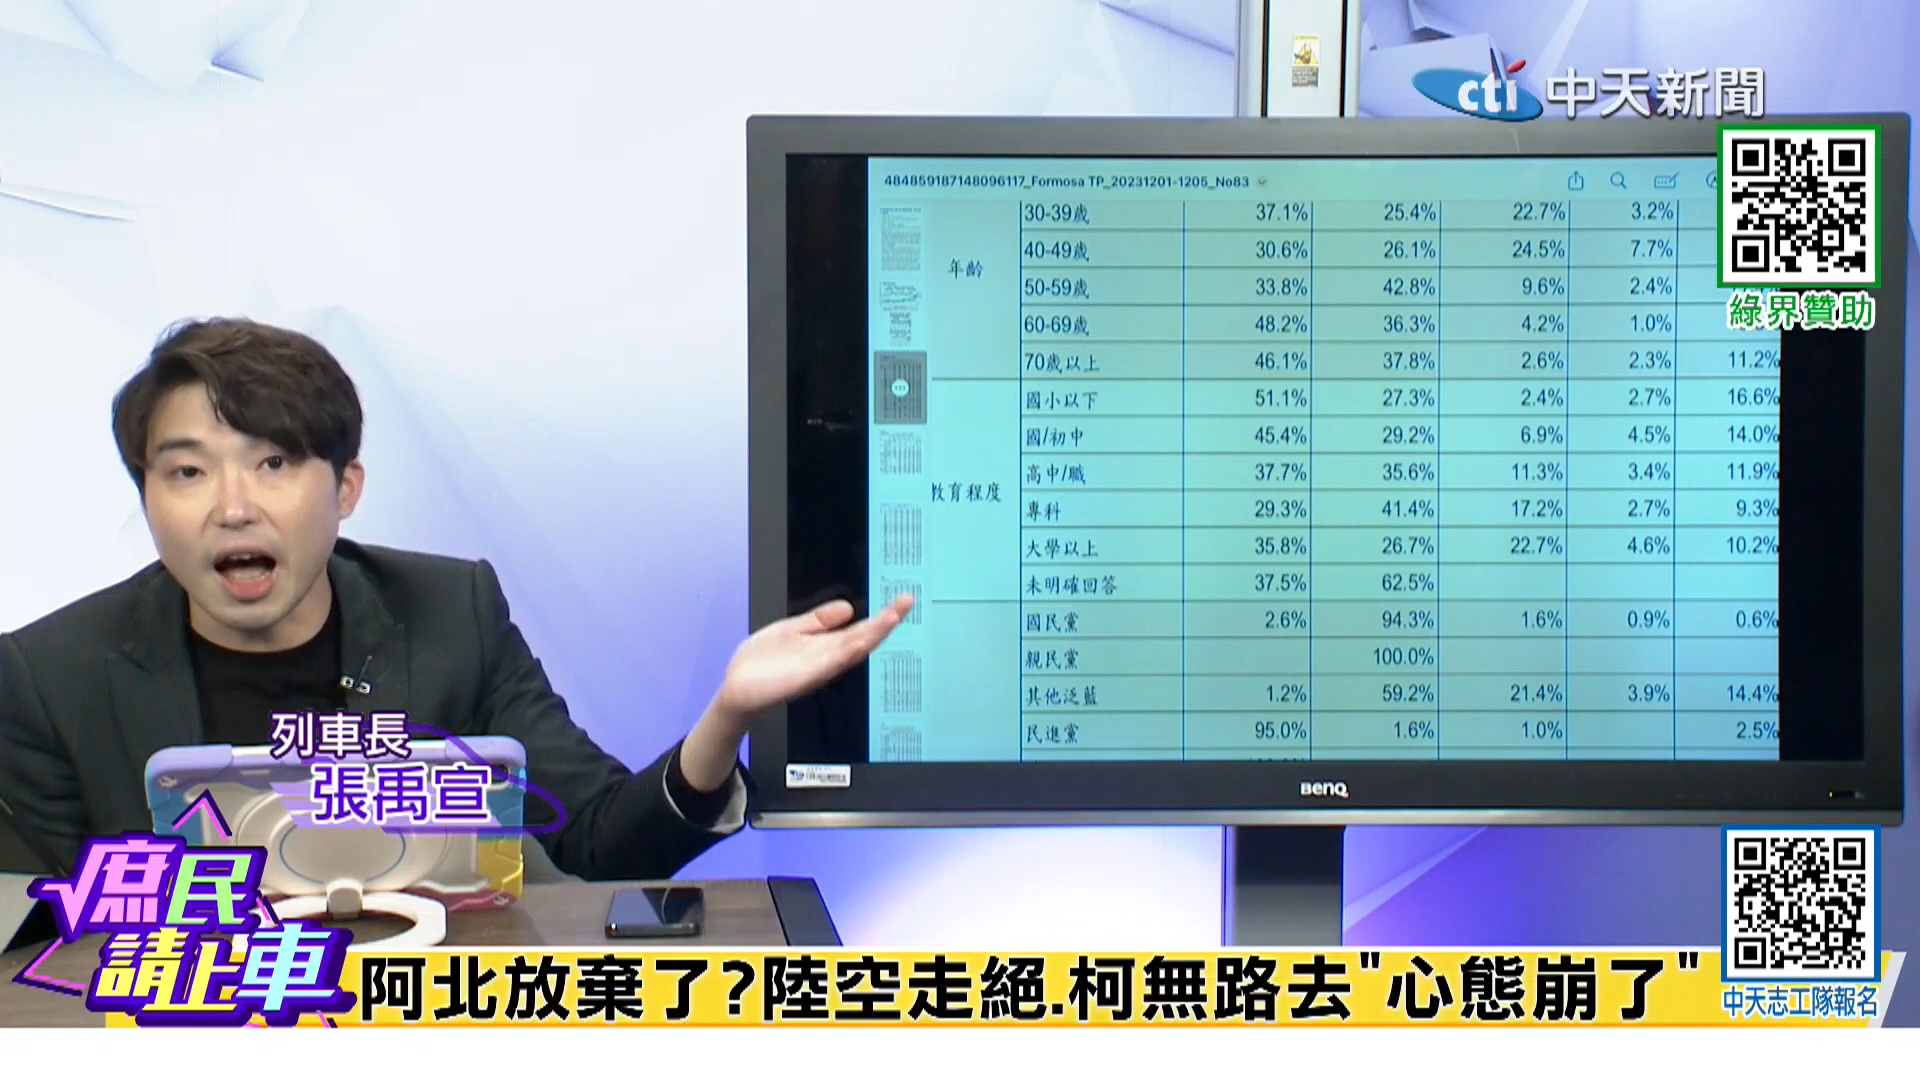 cti 中天新聞
綠界贊助
484859187148096117_Formosa TP_20231201-1205_No83
年齡
30-39歲 37.1% 25.4% 22.7% 3.2%
40-49歲 30.6% 26.1% 24.5% 7.7%
50-59歲 33.8% 42.8% 9.6% 2.4%
60-69歲 48.2% 36.3% 4.2% 1.0%
70歲以上 46.1% 37.8% 2.6% 2.3% 11.2%
教育程度
國小以下 51.1% 27.3% 2.4% 2.7% 16.6%
國/初中 45.4% 29.2% 6.9% 4.5% 14.0%
高中/職 37.7% 35.6% 11.3% 3.4% 11.9%
專科 29.3% 41.4% 17.2% 2.7% 9.3%
大學以上 35.8% 26.7% 22.7% 4.6% 10.2%
未明確回答 37.5% 62.5%
國民黨 2.6% 94.3% 1.6% 0.9% 0.6%
親民黨 100.0%
其他泛藍 1.2% 59.2% 21.4% 3.9% 14.4%
民進黨 95.0% 1.6% 1.0% 2.5%
BenQ
列車長
張禹宣
庶民
請上車
阿北放棄了?陸空走絕.柯無路去"心態崩了"
中天志工隊報名